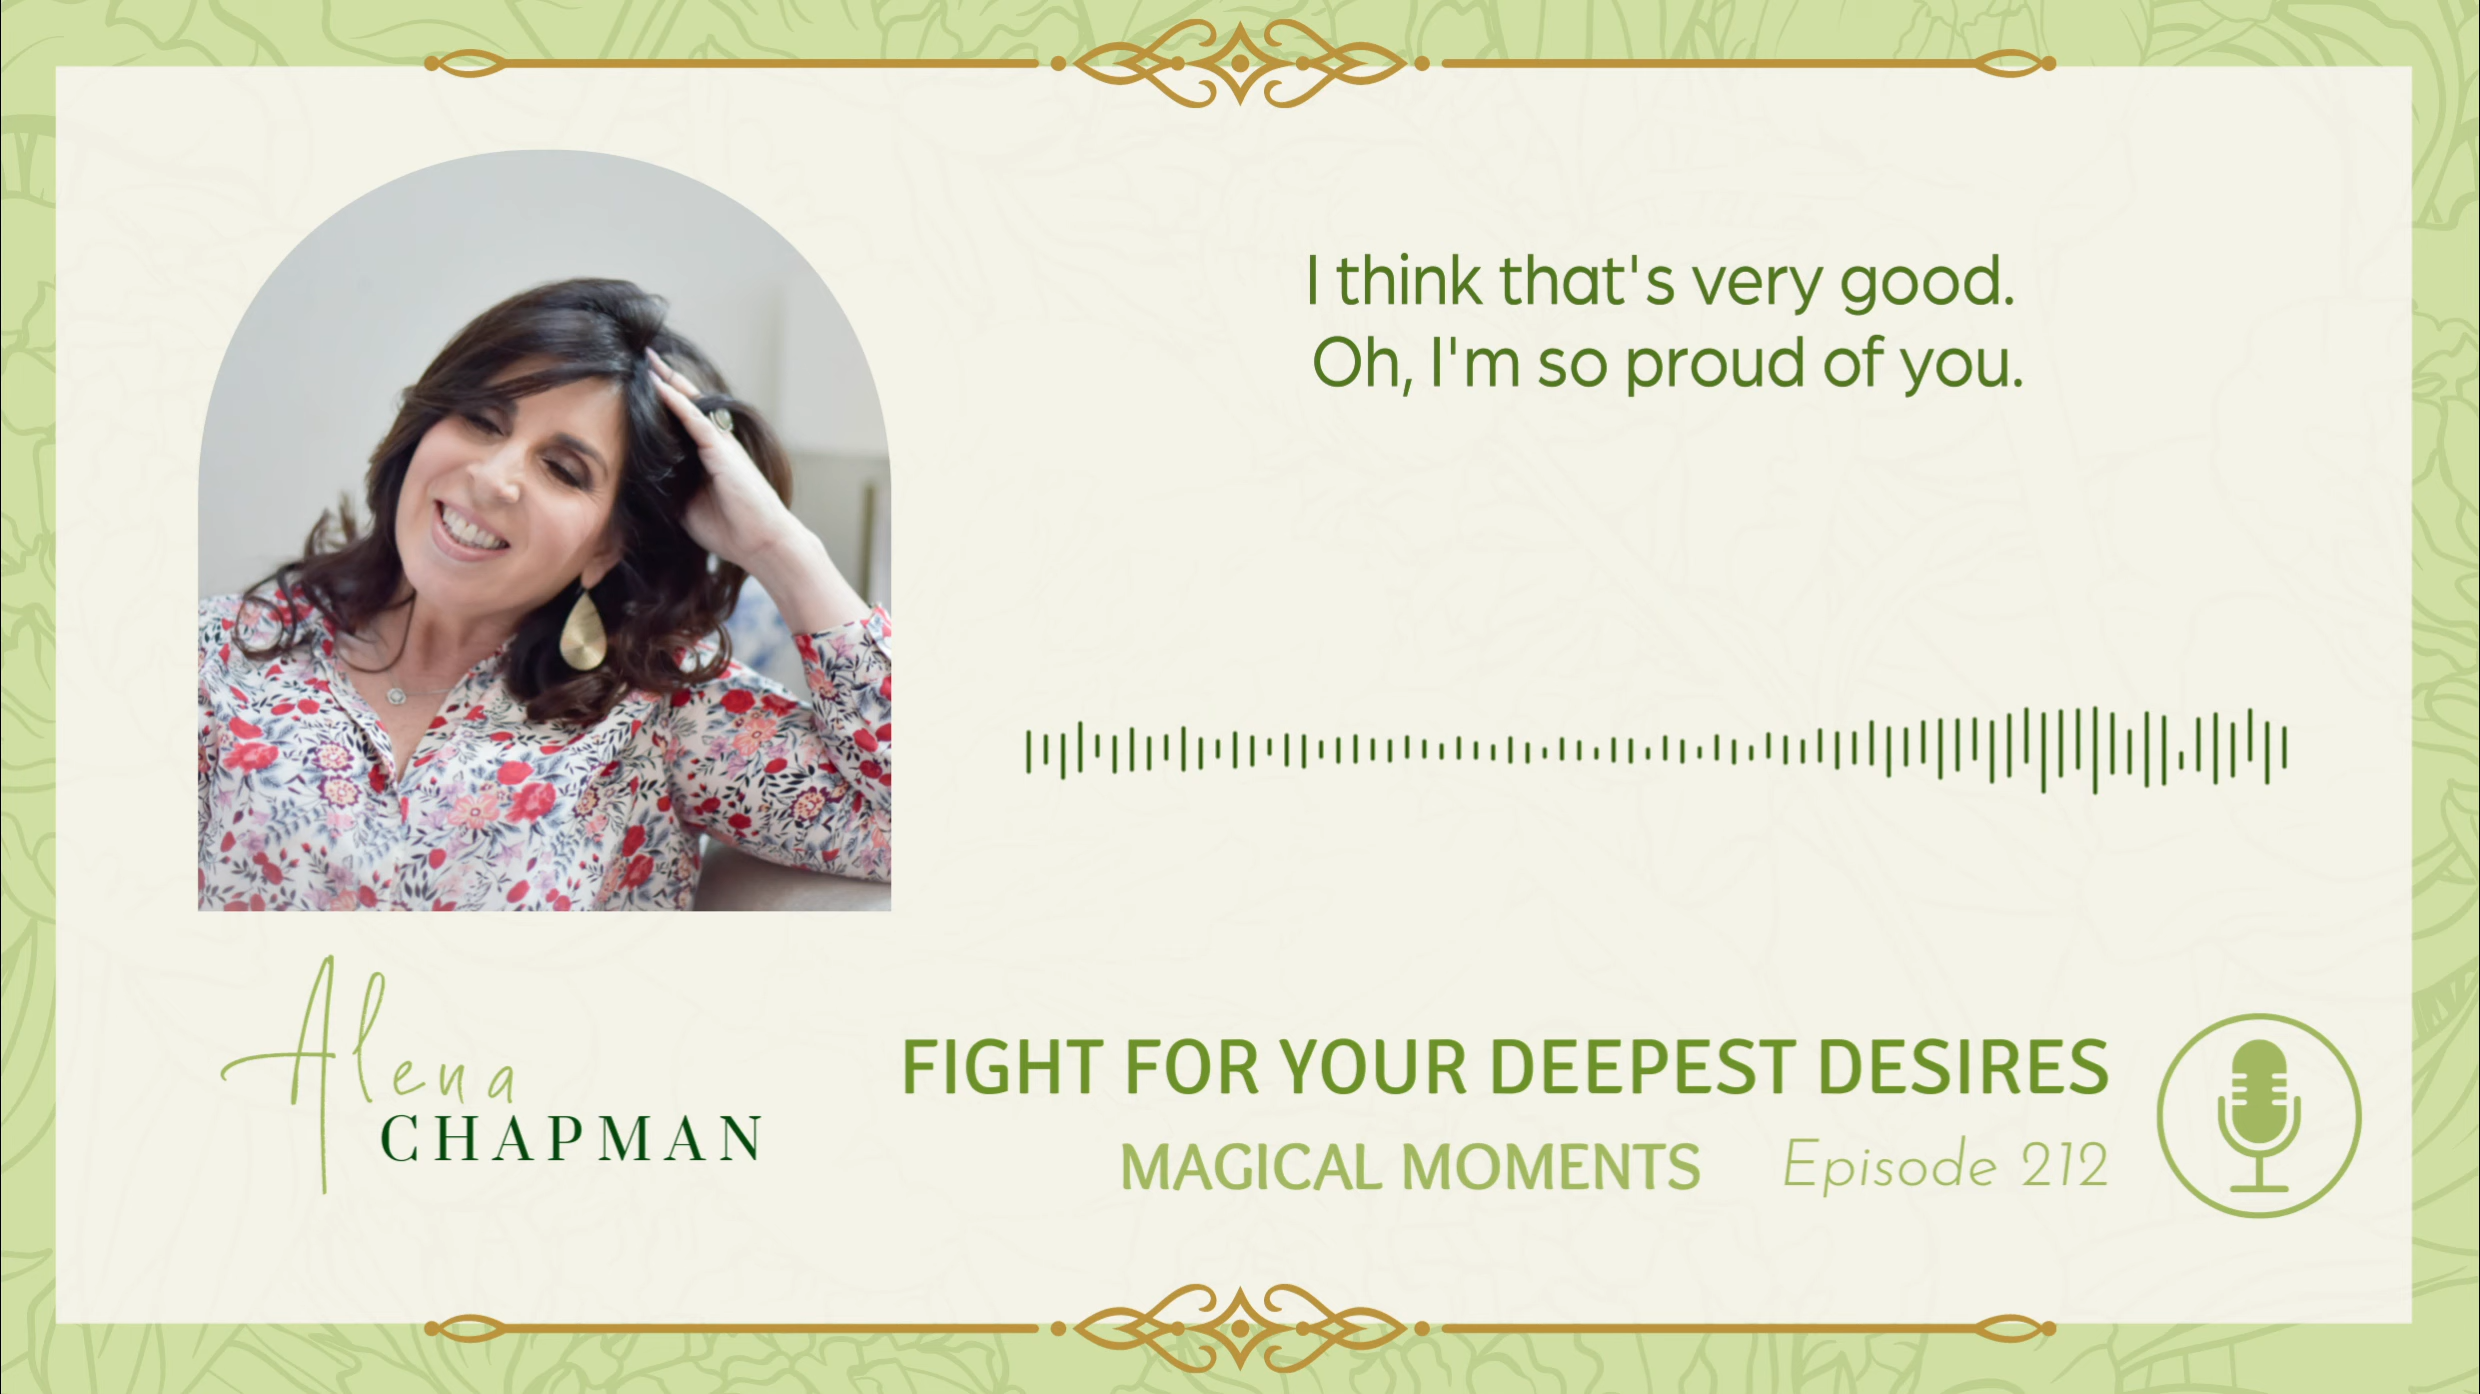 I think that's very good.
Oh, I'm so proud of you.
Alena
CHAPMAN
FIGHT FOR YOUR DEEPEST DESIRES
MAGICAL MOMENTS Episode 212